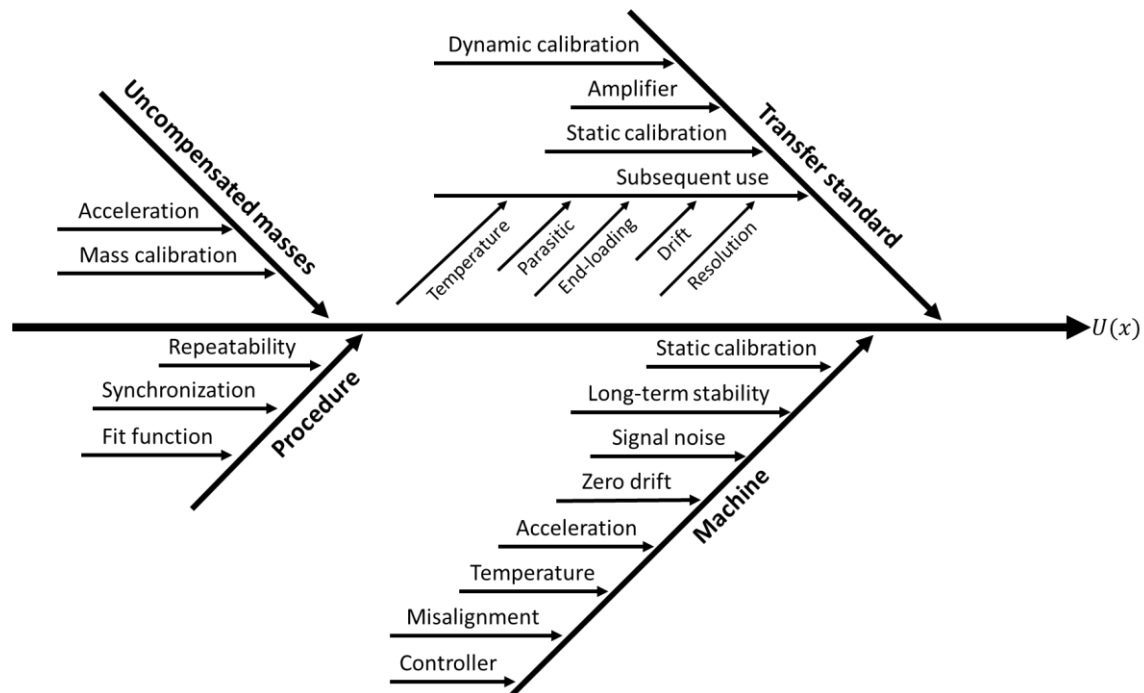 Dynamic calibration
Amplifier
Static calibration
Subsequent use
Transfer standard
Temperature
Parasitic
End-loading
Drift
Resolution
Uncompensated masses
Acceleration
Mass calibration
U(x)
Repeatability
Synchronization
Fit function
Procedure
Static calibration
Long-term stability
Signal noise
Zero drift
Acceleration
Temperature
Misalignment
Controller
Machine